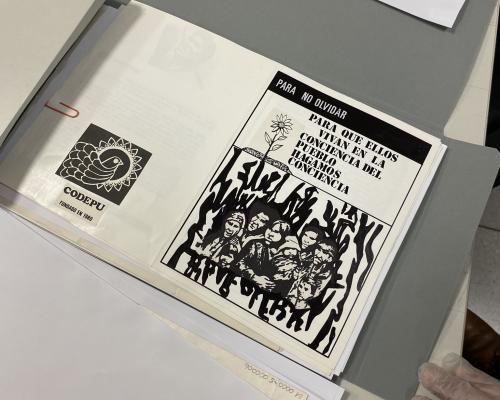 PARA NO OLVIDAR
PARA QUE ELLOS
VIVAN EN LA
CONCIENCIA DEL
PUEBLO
HAGAMOS
CONCIENCIA
CODEPU
FUNDADO EN 1980